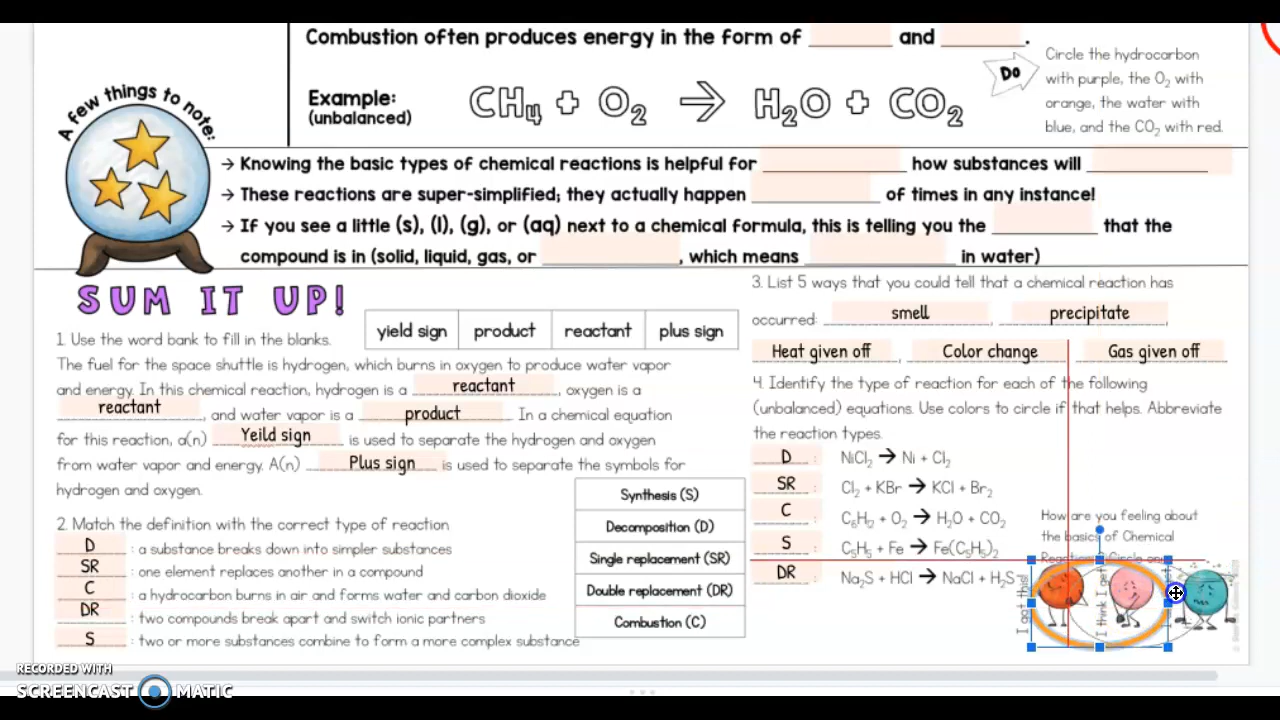 Combustion often produces energy in the form of ________ and ________.
Example:
(unbalanced)
CH₄ + O₂ → H₂O + CO₂
Do
Circle the hydrocarbon
with purple, the O₂ with
orange, the water with
blue, and the CO₂ with red.
A few things to note:
→ Knowing the basic types of chemical reactions is helpful for ________ how substances will ________
→ These reactions are super-simplified; they actually happen ________ of times in any instance!
→ If you see a little (s), (l), (g), or (aq) next to a chemical formula, this is telling you the ________ that the
compound is in (solid, liquid, gas, or ________, which means ________ in water)
SUM IT UP!
1. Use the word bank to fill in the blanks.
yield sign product reactant plus sign
The fuel for the space shuttle is hydrogen, which burns in oxygen to produce water vapor
and energy. In this chemical reaction, hydrogen is a reactant, oxygen is a
reactant, and water vapor is a product. In a chemical equation
for this reaction, a(n) Yeild sign is used to separate the hydrogen and oxygen
from water vapor and energy. A(n) Plus sign is used to separate the symbols for
hydrogen and oxygen.
2. Match the definition with the correct type of reaction
D : a substance breaks down into simpler substances
SR : one element replaces another in a compound
C : a hydrocarbon burns in air and forms water and carbon dioxide
DR : two compounds break apart and switch ionic partners
S : two or more substances combine to form a more complex substance
Synthesis (S)
Decomposition (D)
Single replacement (SR)
Double replacement (DR)
Combustion (C)
3. List 5 ways that you could tell that a chemical reaction has
occurred: smell, precipitate,
Heat given off, Color change Gas given off
4. Identify the type of reaction for each of the following
(unbalanced) equations. Use colors to circle if that helps. Abbreviate
the reaction types.
D : NiCl₂ → Ni + Cl₂
SR : Cl₂ + KBr → KCl + Br₂
C : C₆H₁₂ + O₂ → H₂O + CO₂
S : C₅H₅ + Fe → Fe(C₅H₅)₂
DR : Na₂S + HCl → NaCl + H₂S
How are you feeling about
the basics of Chemical
I got this!
I think I get
RECORDED WITH
SCREENCAST MATIC